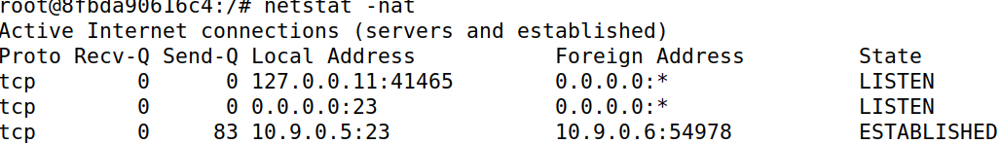 root@8fbda90616c4:/# netstat -nat
Active Internet connections (servers and established)
Proto Recv-Q Send-Q Local Address           Foreign Address         State
tcp        0      0 127.0.0.11:41465        0.0.0.0:*               LISTEN
tcp        0      0 0.0.0.0:23              0.0.0.0:*               LISTEN
tcp        0     83 10.9.0.5:23             10.9.0.6:54978          ESTABLISHED